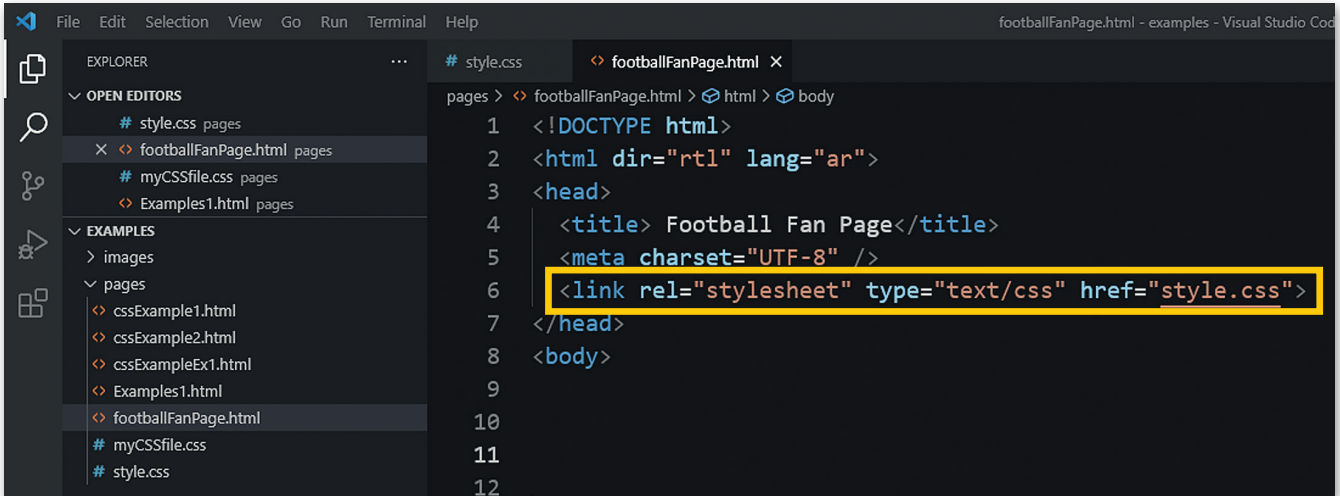 File Edit Selection View Go Run Terminal Help footballFanPage.html - examples - Visual Studio Cod
EXPLORER ...
OPEN EDITORS
# style.css pages
footballFanPage.html pages
# myCSSfile.css pages
Examples1.html pages
EXAMPLES
images
pages
cssExample1.html
cssExample2.html
cssExampleEx1.html
Examples1.html
footballFanPage.html
# myCSSfile.css
# style.css
# style.css <> footballFanPage.html ×
pages > <> footballFanPage.html > html > body
1 <!DOCTYPE html>
2 <html dir="rtl" lang="ar">
3 <head>
4 <title> Football Fan Page</title>
5 <meta charset="UTF-8" />
6 <link rel="stylesheet" type="text/css" href="style.css">
7 </head>
8 <body>
9
10
11
12